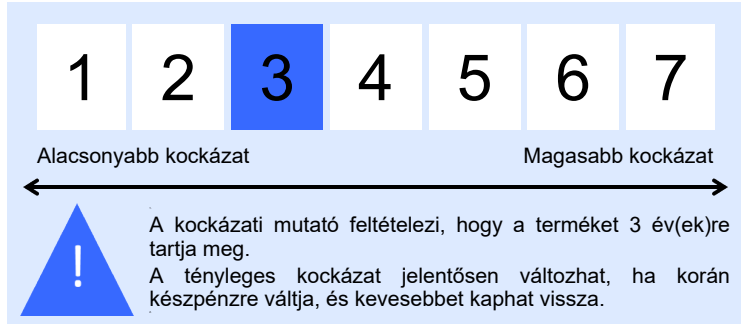 1 2 3 4 5 6 7
Alacsonyabb kockázat Magasabb kockázat
A kockázati mutató feltételezi, hogy a terméket 3 év(ek)re
tartja meg.
! A tényleges kockázat jelentősen változhat, ha korán
készpénzre váltja, és kevesebbet kaphat vissza.